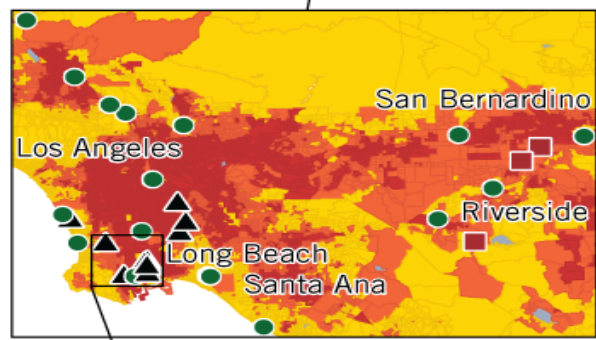 San Bernardino
Los Angeles
Riverside
Long Beach
Santa Ana